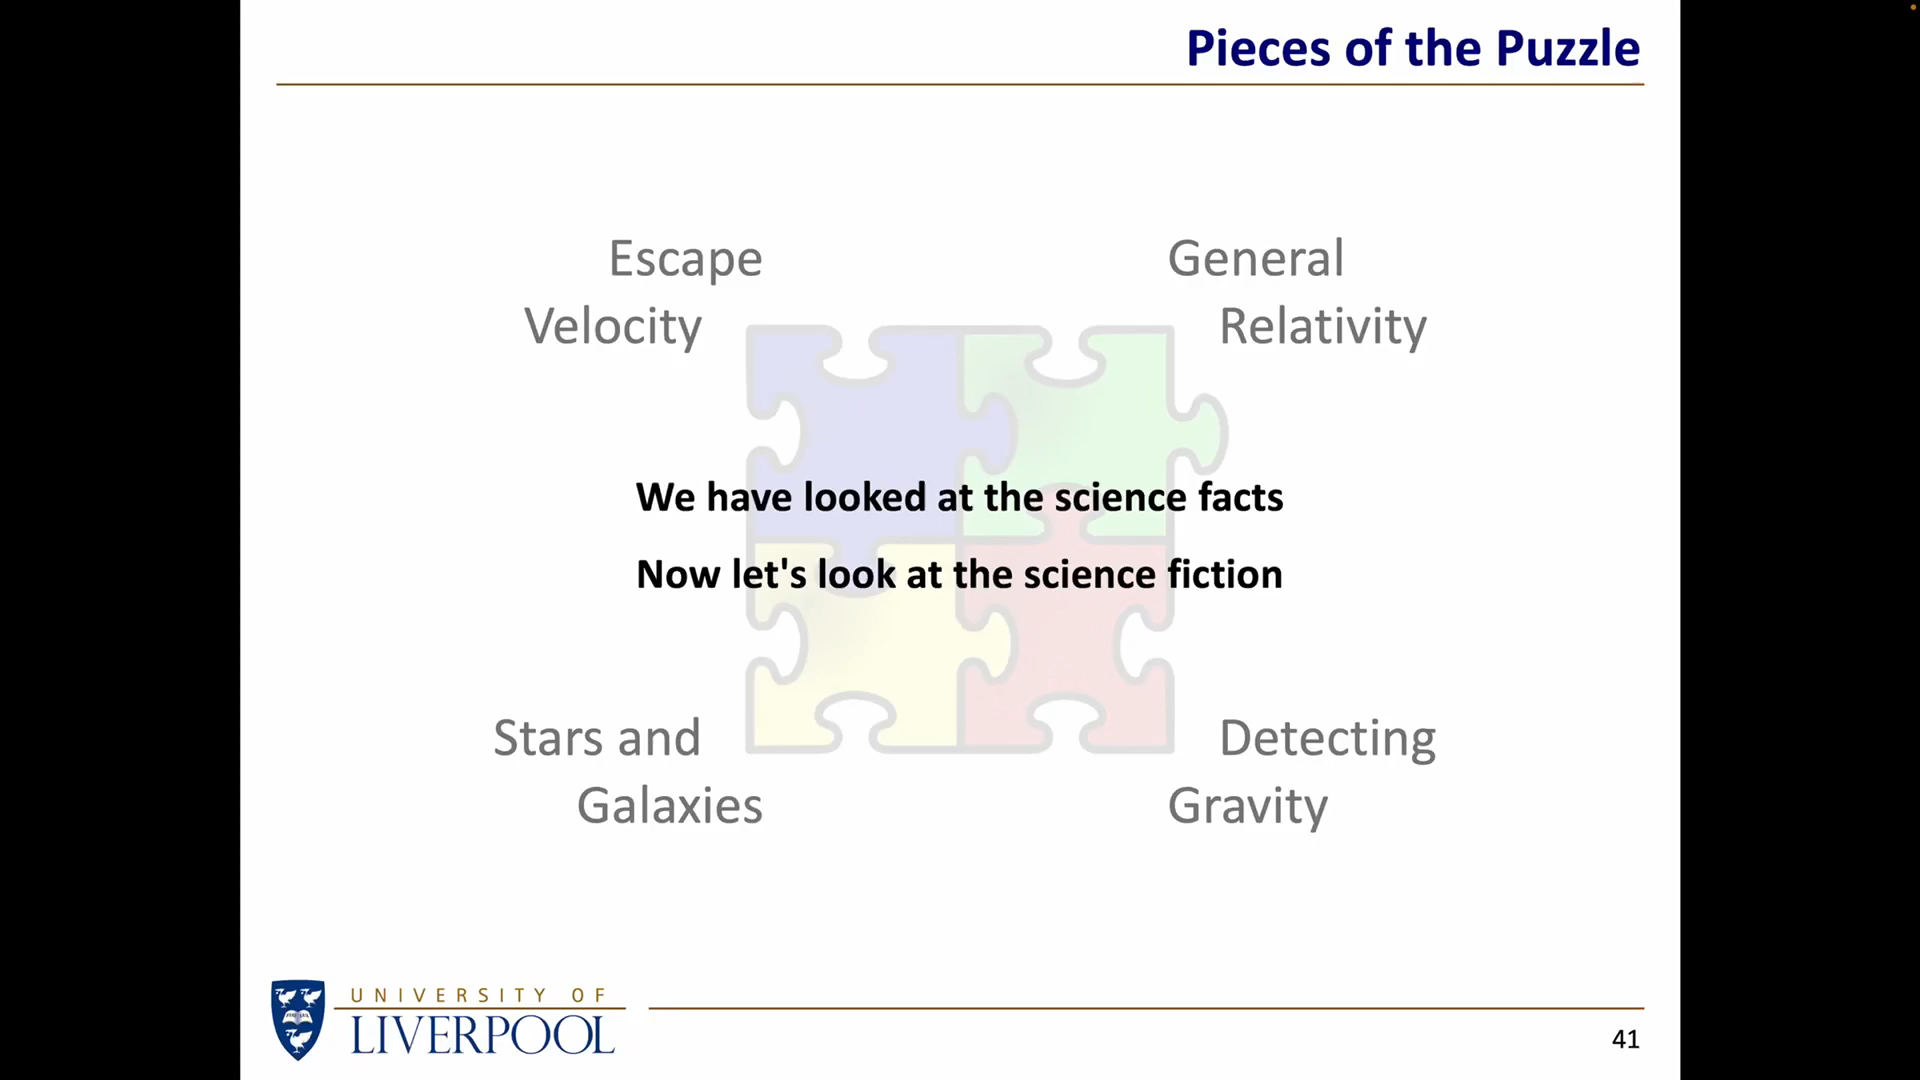 Pieces of the Puzzle
Escape
Velocity
General
Relativity
We have looked at the science facts
Now let's look at the science fiction
Stars and
Galaxies
Detecting
Gravity
UNIVERSITY OF
LIVERPOOL
41